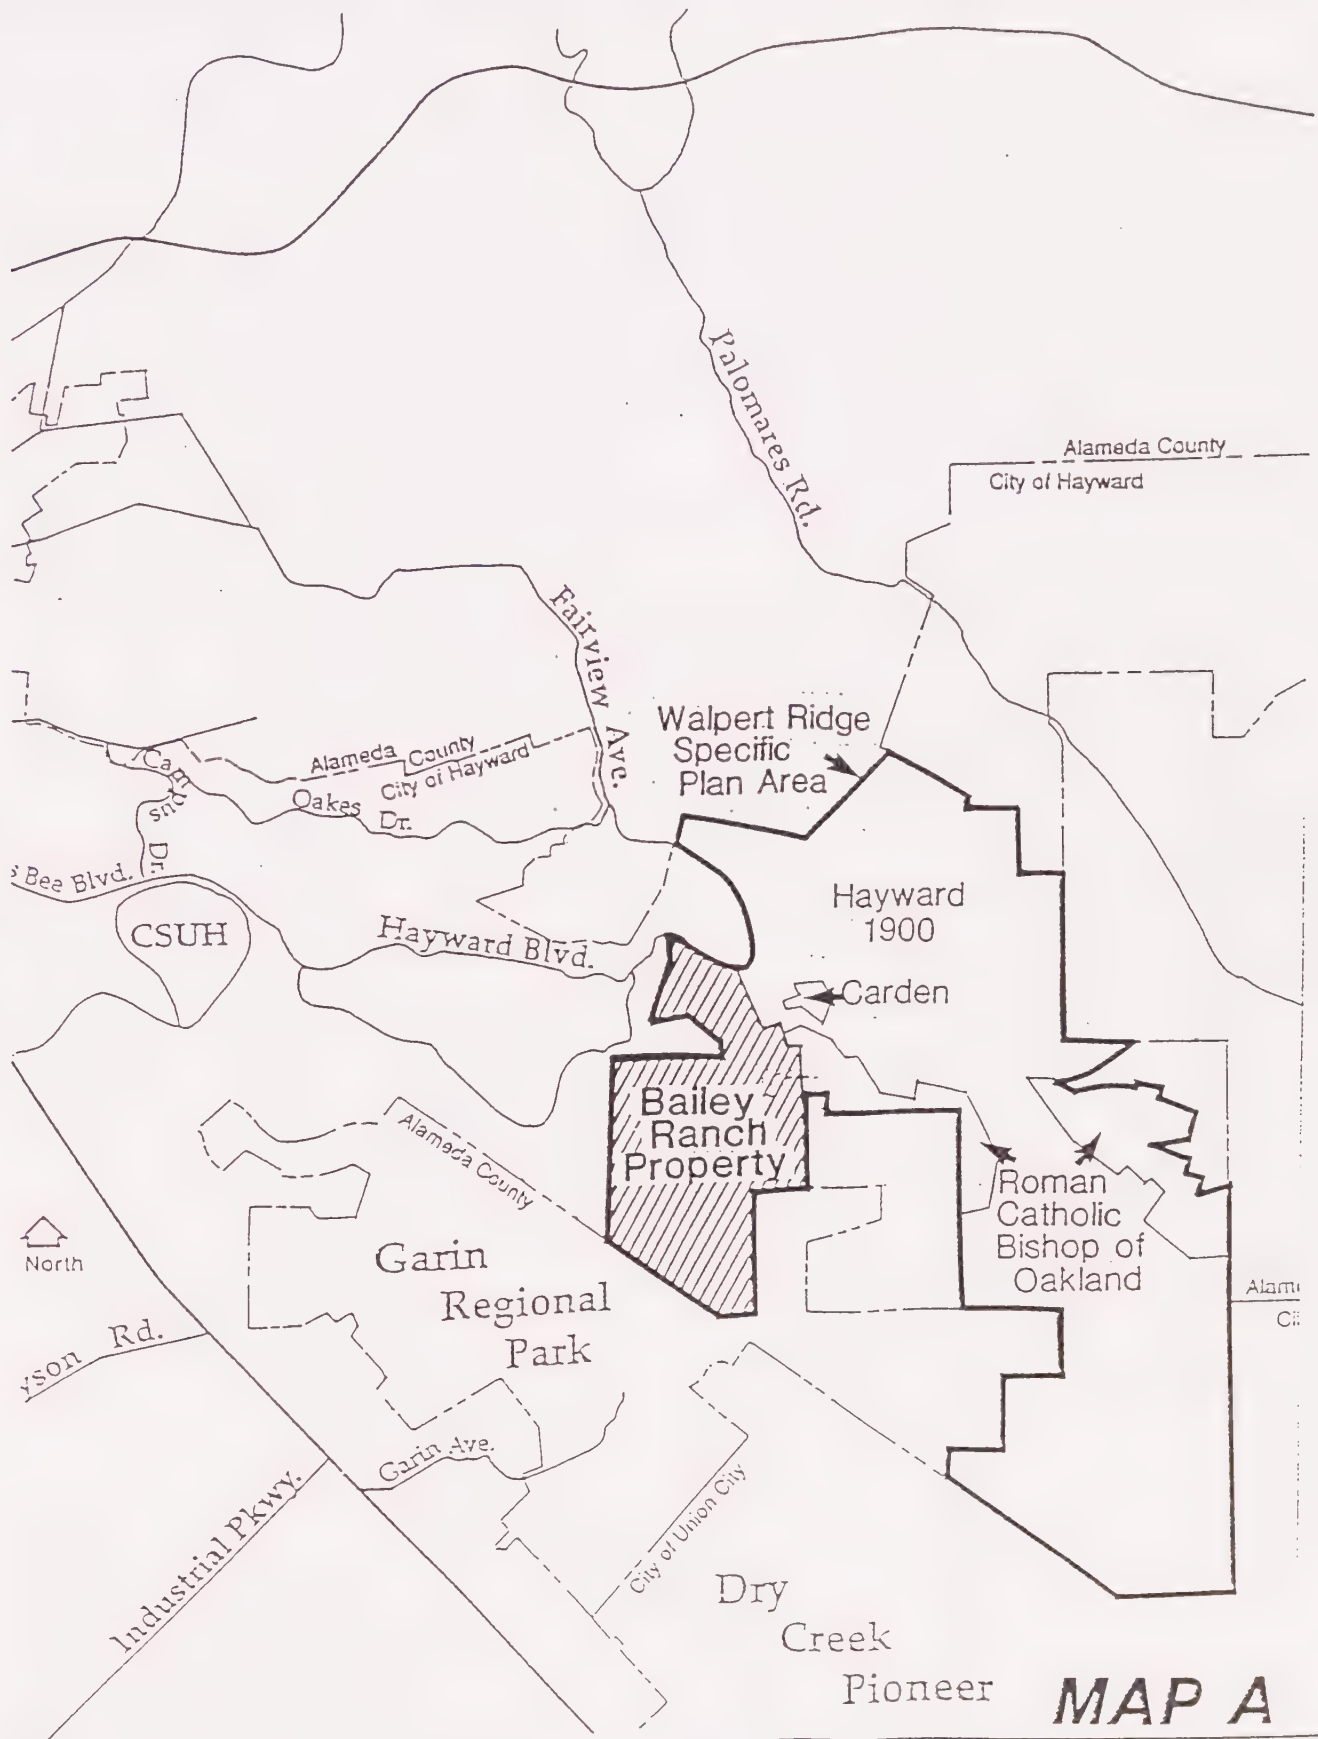 Palomares Rd.
Alameda County
City of Hayward
Fairview Ave.
Walpert Ridge
Specific
Plan Area
Alameda County
City of Hayward
Campus Dr.
Oakes Dr.
Bee Blvd.
CSUH
Hayward Blvd.
Hayward
1900
Carden
Bailey
Ranch
Property
Alameda County
Roman
Catholic
Bishop of
Oakland
North
Garin
Regional
Park
Rd.
Garin Ave.
Industrial Pkwy.
City of Union City
Dry
Creek
Pioneer
MAP A